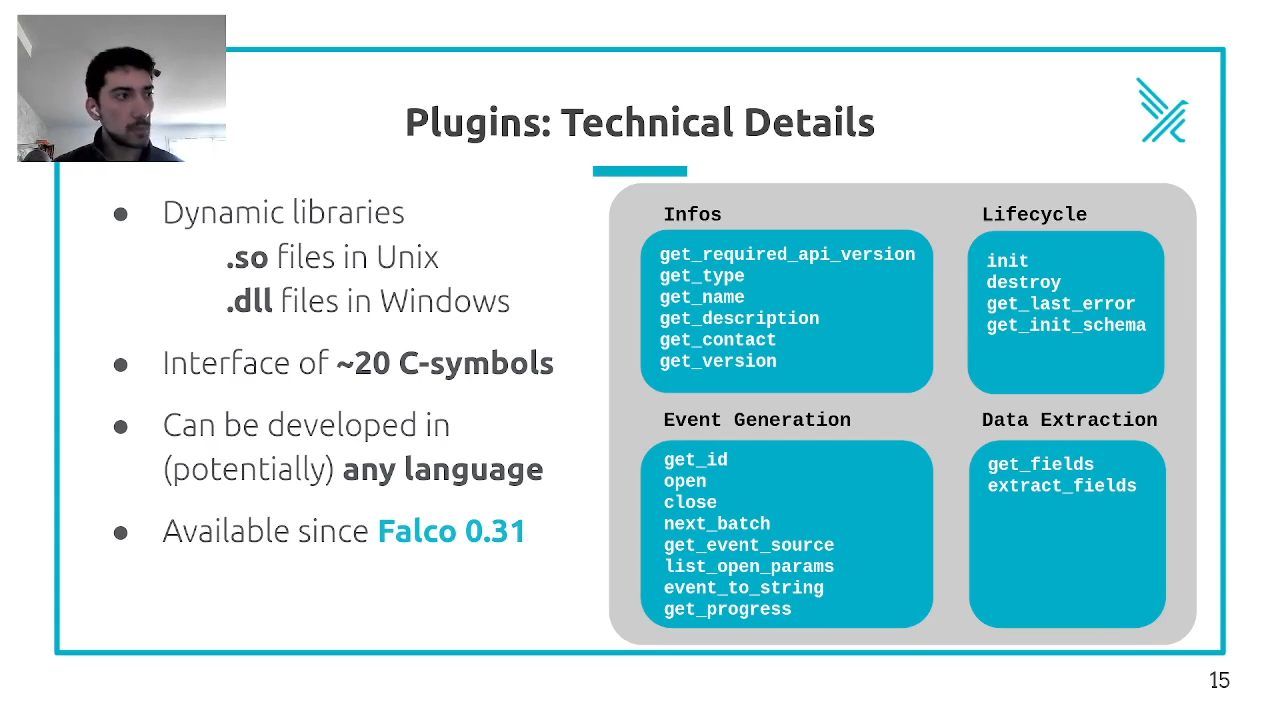 Plugins: Technical Details
● Dynamic libraries
.so files in Unix
.dll files in Windows
● Interface of ~20 C-symbols
● Can be developed in
(potentially) any language
● Available since Falco 0.31
Infos
get_required_api_version
get_type
get_name
get_description
get_contact
get_version
Lifecycle
init
destroy
get_last_error
get_init_schema
Event Generation
get_id
open
close
next_batch
get_event_source
list_open_params
event_to_string
get_progress
Data Extraction
get_fields
extract_fields
15